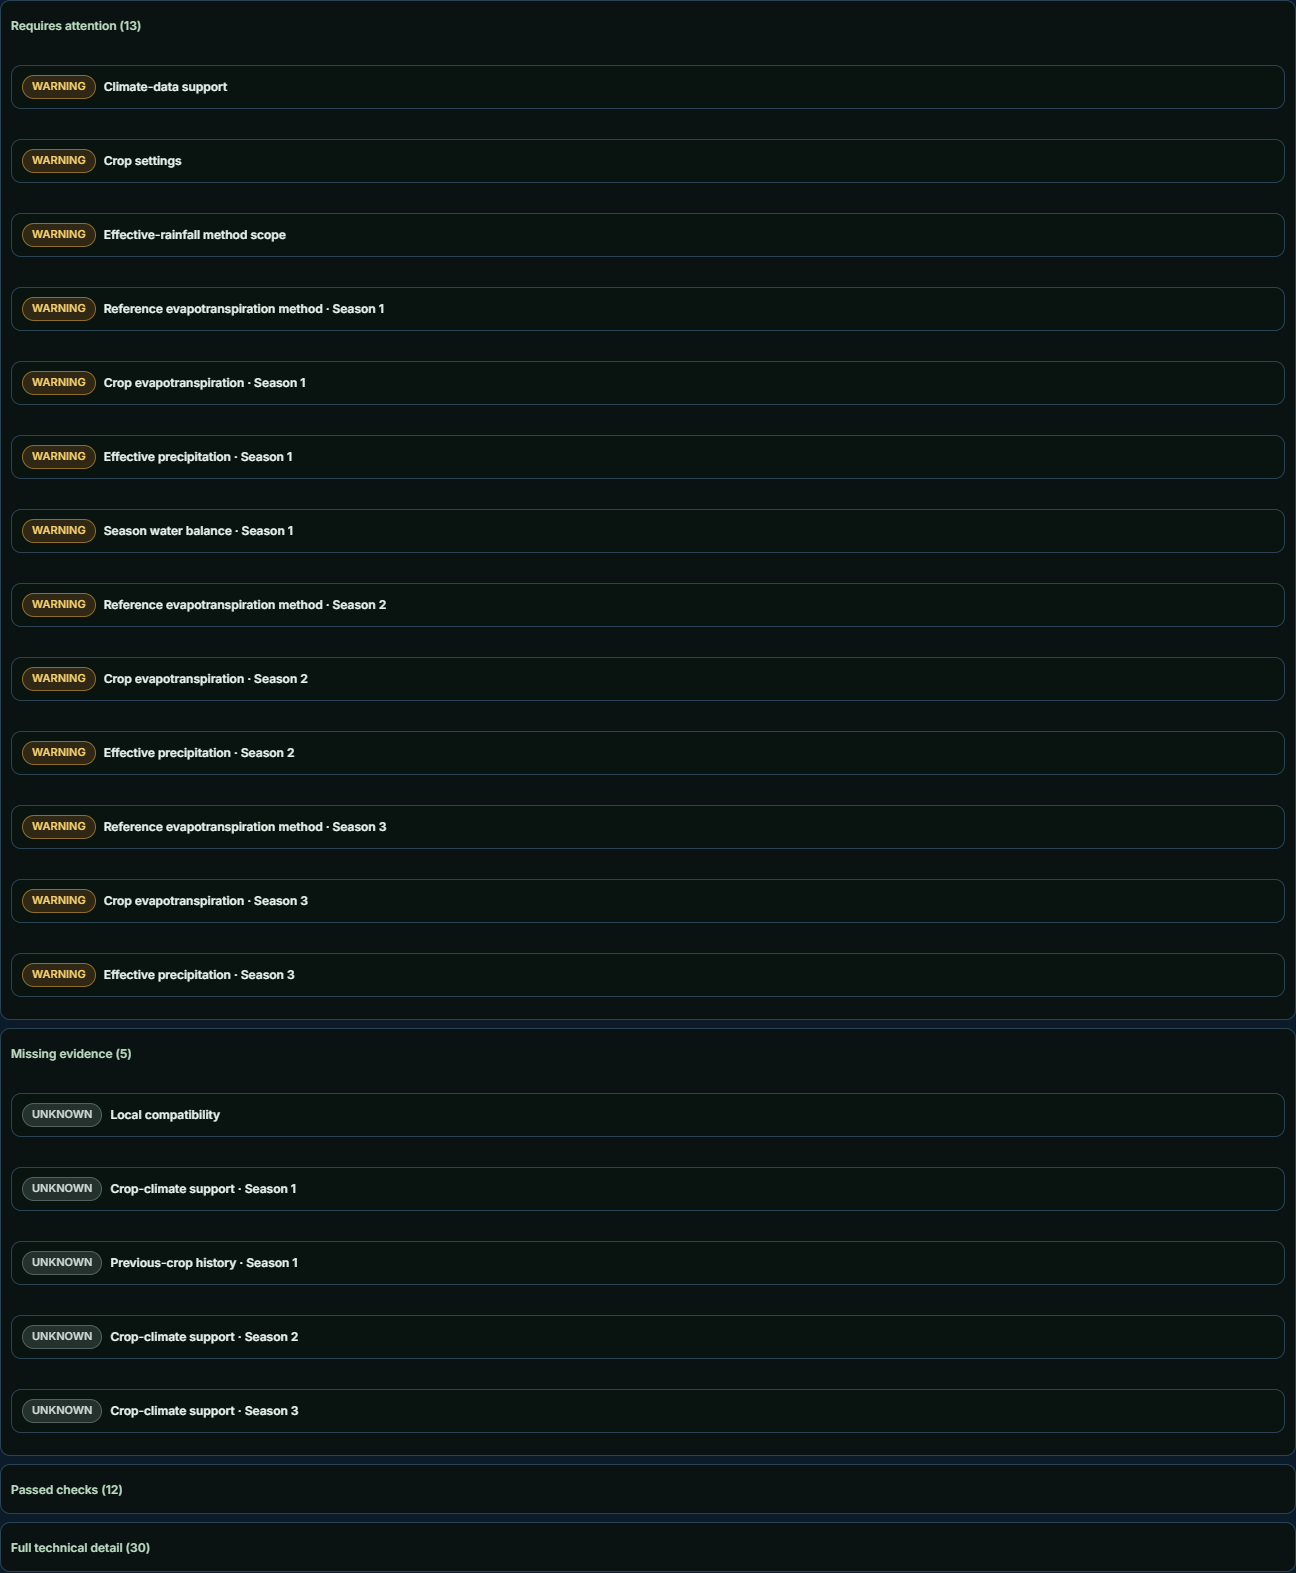 Requires attention (13)
WARNING Climate-data support
WARNING Crop settings
WARNING Effective-rainfall method scope
WARNING Reference evapotranspiration method · Season 1
WARNING Crop evapotranspiration · Season 1
WARNING Effective precipitation · Season 1
WARNING Season water balance · Season 1
WARNING Reference evapotranspiration method · Season 2
WARNING Crop evapotranspiration · Season 2
WARNING Effective precipitation · Season 2
WARNING Reference evapotranspiration method · Season 3
WARNING Crop evapotranspiration · Season 3
WARNING Effective precipitation · Season 3
Missing evidence (5)
UNKNOWN Local compatibility
UNKNOWN Crop-climate support · Season 1
UNKNOWN Previous-crop history · Season 1
UNKNOWN Crop-climate support · Season 2
UNKNOWN Crop-climate support · Season 3
Passed checks (12)
Full technical detail (30)